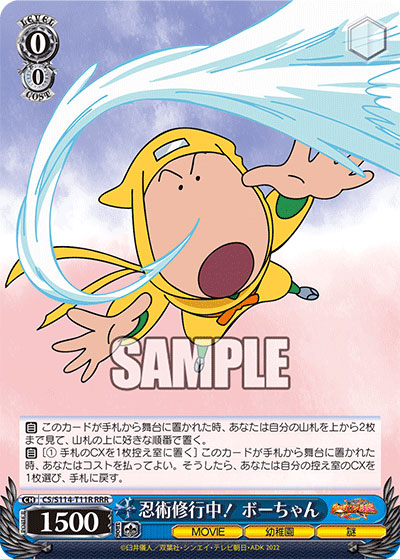 LEVEL
0
0
COST
SAMPLE
自 このカードが手札から舞台に置かれた時、あなたは自分の山札を上から2枚
まで見て、山札の上に好きな順番で置く。
自［(1) 手札のCXを1枚控え室に置く］このカードが手札から舞台に置かれた時、
あなたはコストを払ってよい。そうしたら、あなたは自分の控え室のCXを
1枚選び、手札に戻す。
CH CS/S114-T11R RRR
忍術修行中! ボーちゃん
POWER
1500
MOVIE 幼稚園 謎
©臼井儀人／双葉社・シンエイ・テレビ朝日・ADK 2022